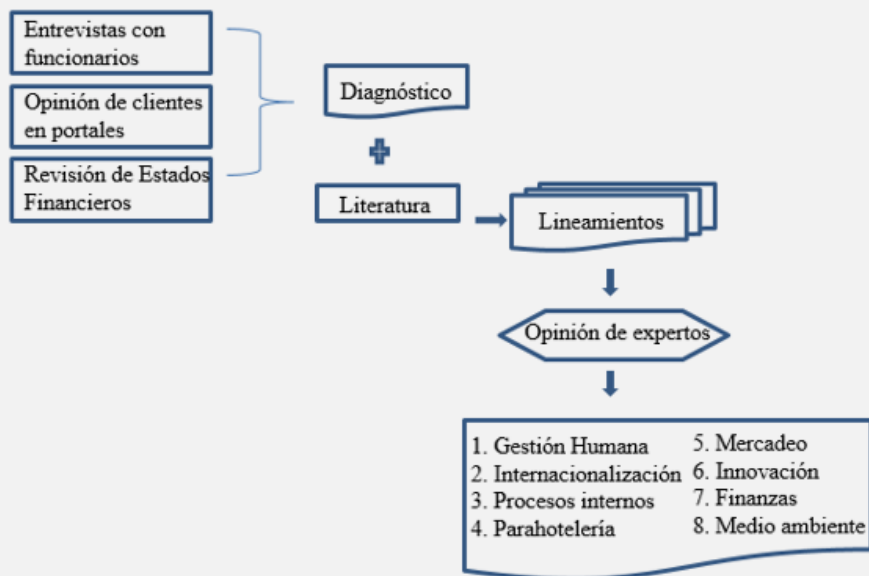 Entrevistas con
funcionarios
Opinión de clientes
en portales
Revisión de Estados
Financieros
Diagnóstico
Literatura
Lineamientos
Opinión de expertos
1. Gestión Humana
2. Internacionalización
3. Procesos internos
4. Parahotelería
5. Mercadeo
6. Innovación
7. Finanzas
8. Medio ambiente